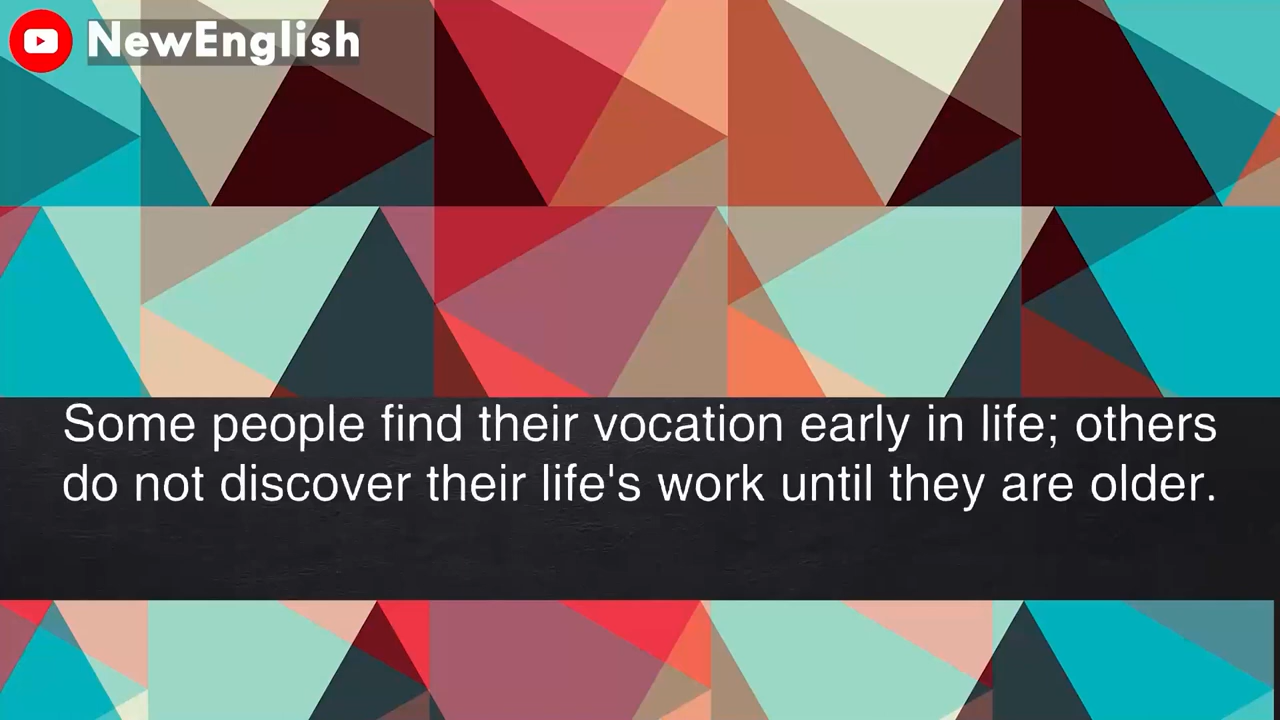 NewEnglish
Some people find their vocation early in life; others
do not discover their life's work until they are older.